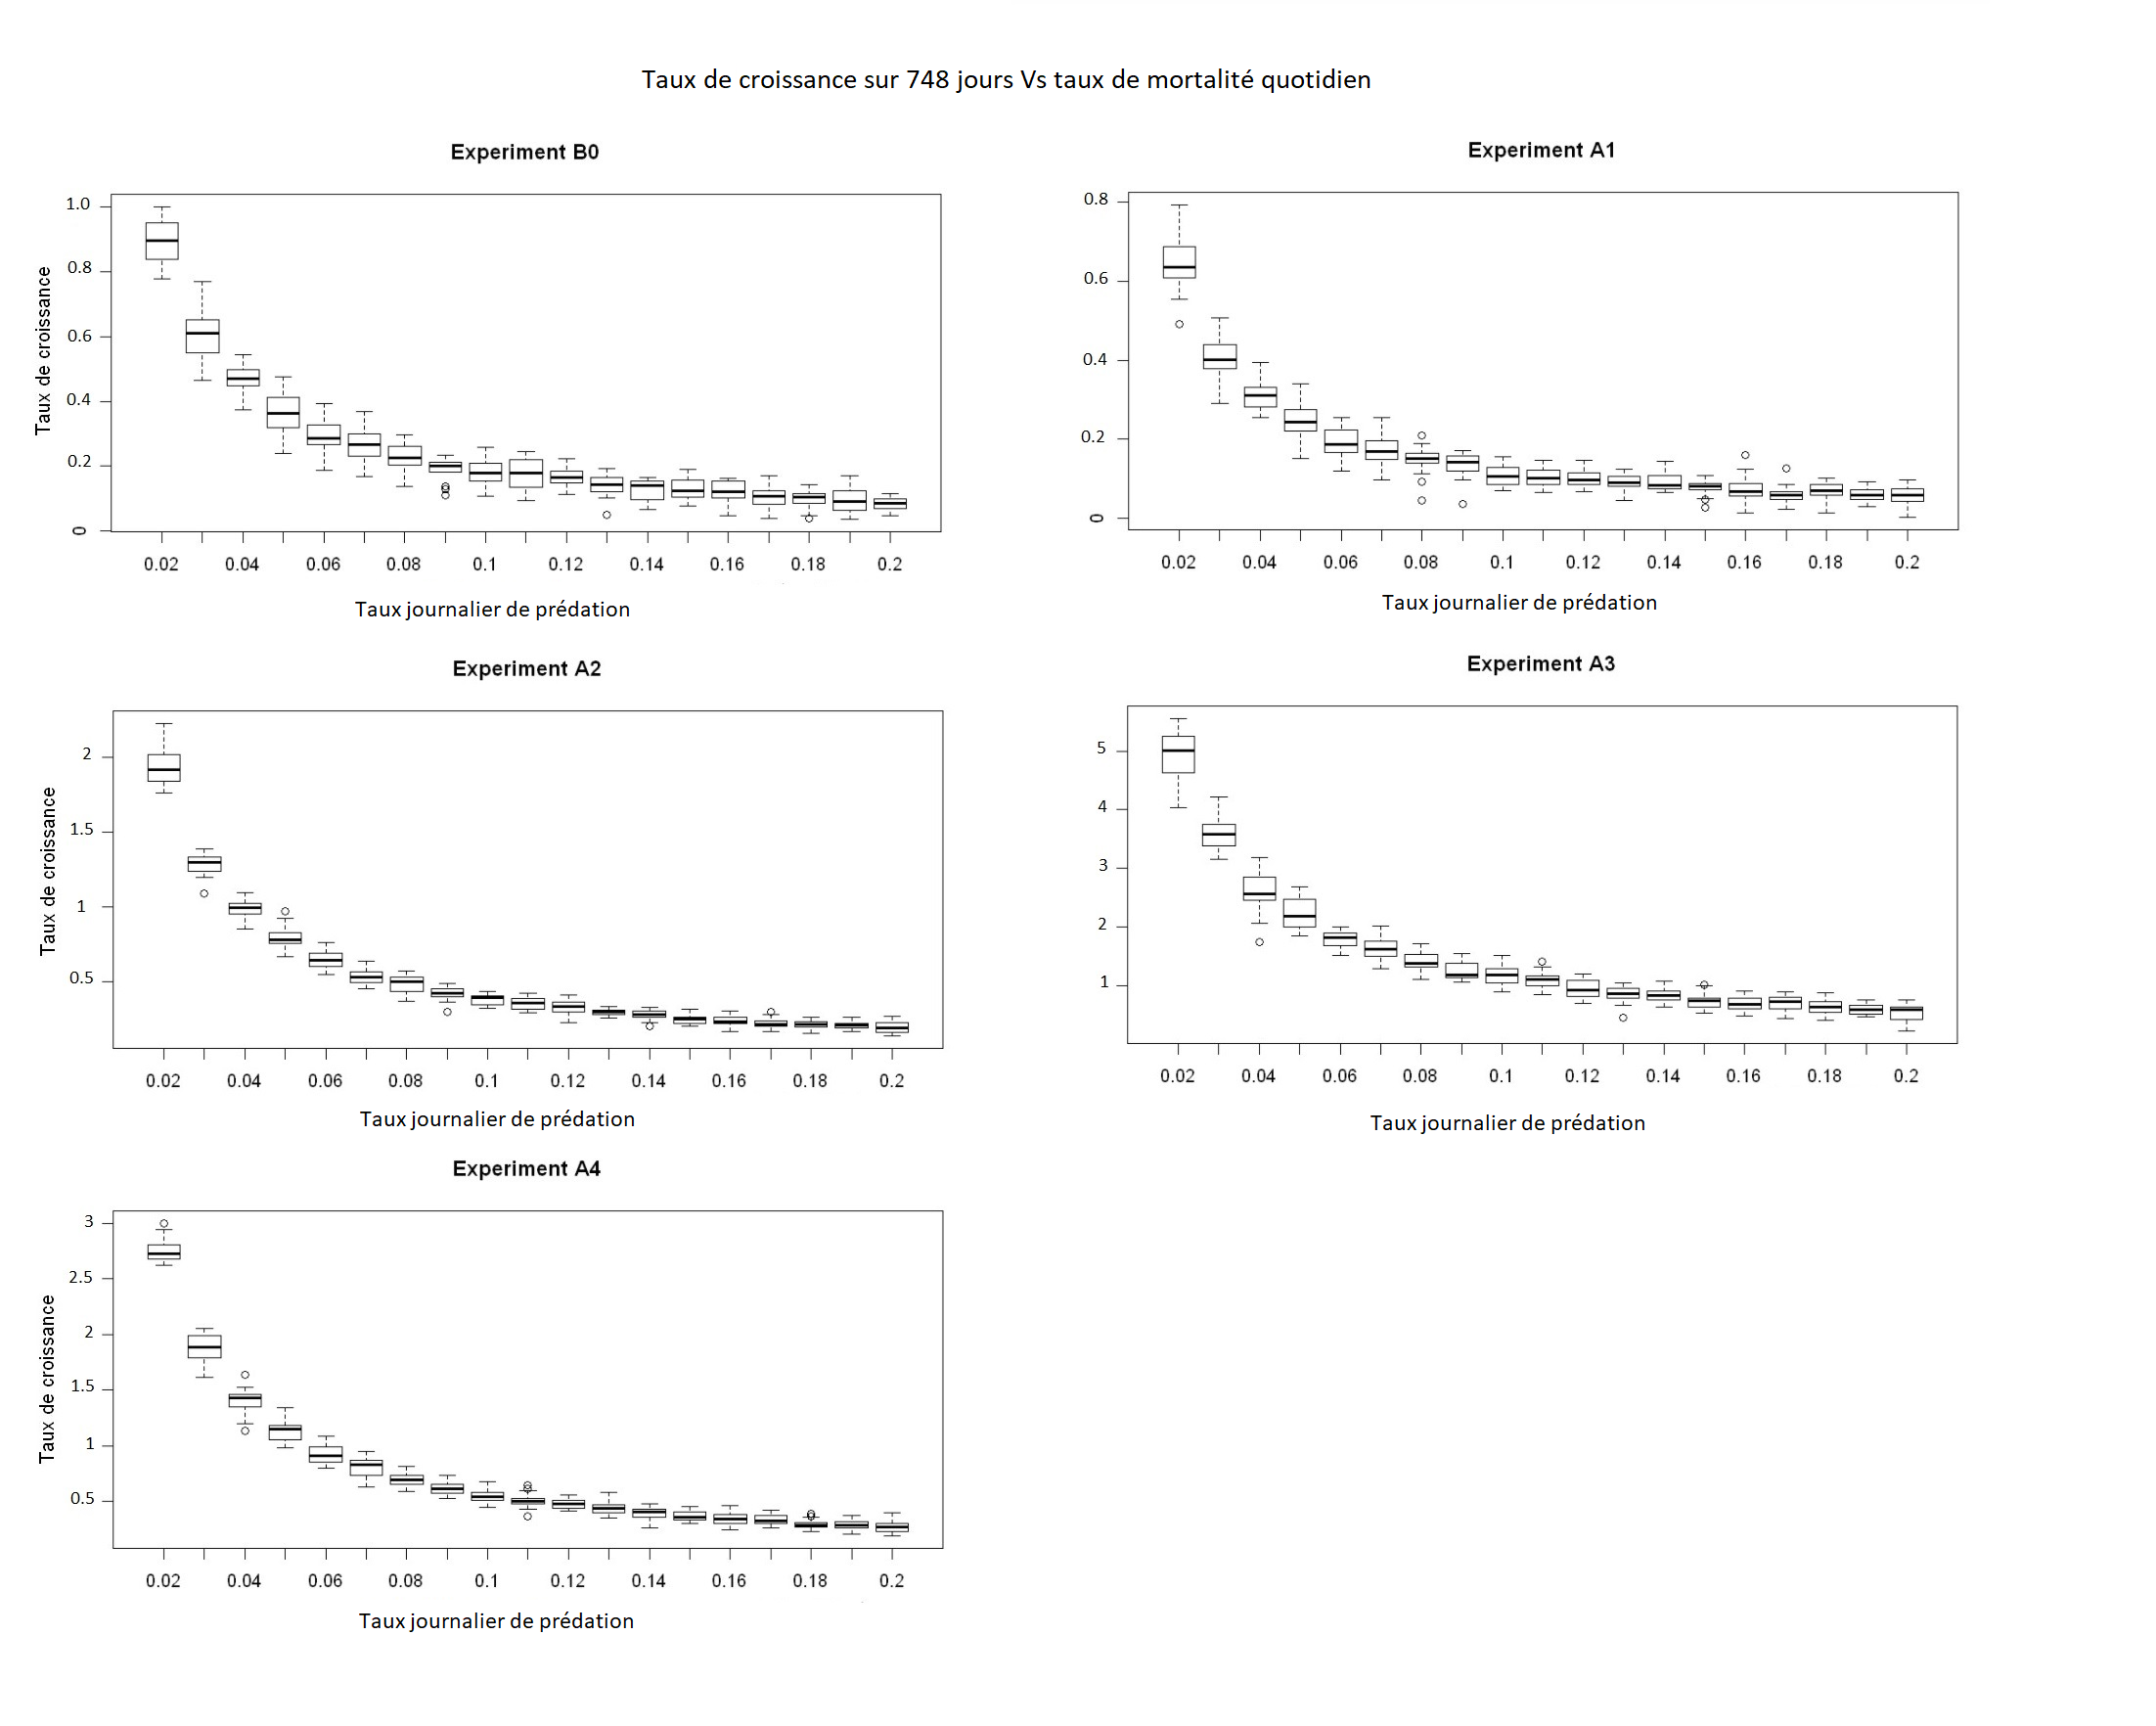 Taux de croissance sur 748 jours Vs taux de mortalité quotidien
Experiment B0
Taux de croissance
1.0
0.8
0.6
0.4
0.2
0
0.02 0.04 0.06 0.08 0.1 0.12 0.14 0.16 0.18 0.2
Taux journalier de prédation
Experiment A1
0.8
0.6
0.4
0.2
0
0.02 0.04 0.06 0.08 0.1 0.12 0.14 0.16 0.18 0.2
Taux journalier de prédation
Experiment A2
Taux de croissance
2
1.5
1
0.5
0.02 0.04 0.06 0.08 0.1 0.12 0.14 0.16 0.18 0.2
Taux journalier de prédation
Experiment A3
5
4
3
2
1
0.02 0.04 0.06 0.08 0.1 0.12 0.14 0.16 0.18 0.2
Taux journalier de prédation
Experiment A4
Taux de croissance
3
2.5
2
1.5
1
0.5
0.02 0.04 0.06 0.08 0.1 0.12 0.14 0.16 0.18 0.2
Taux journalier de prédation